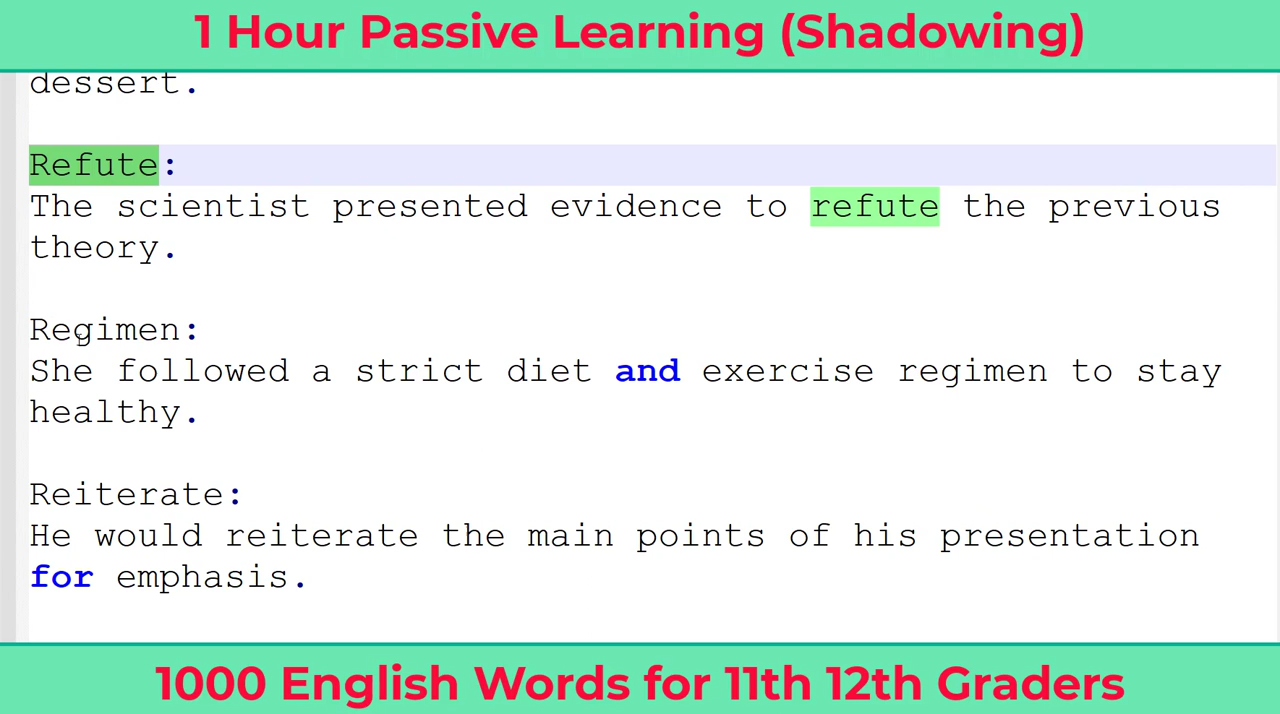 1 Hour Passive Learning (Shadowing)
dessert.
Refute:
The scientist presented evidence to refute the previous
theory.
Regimen:
She followed a strict diet and exercise regimen to stay
healthy.
Reiterate:
He would reiterate the main points of his presentation
for emphasis.
1000 English Words for 11th 12th Graders